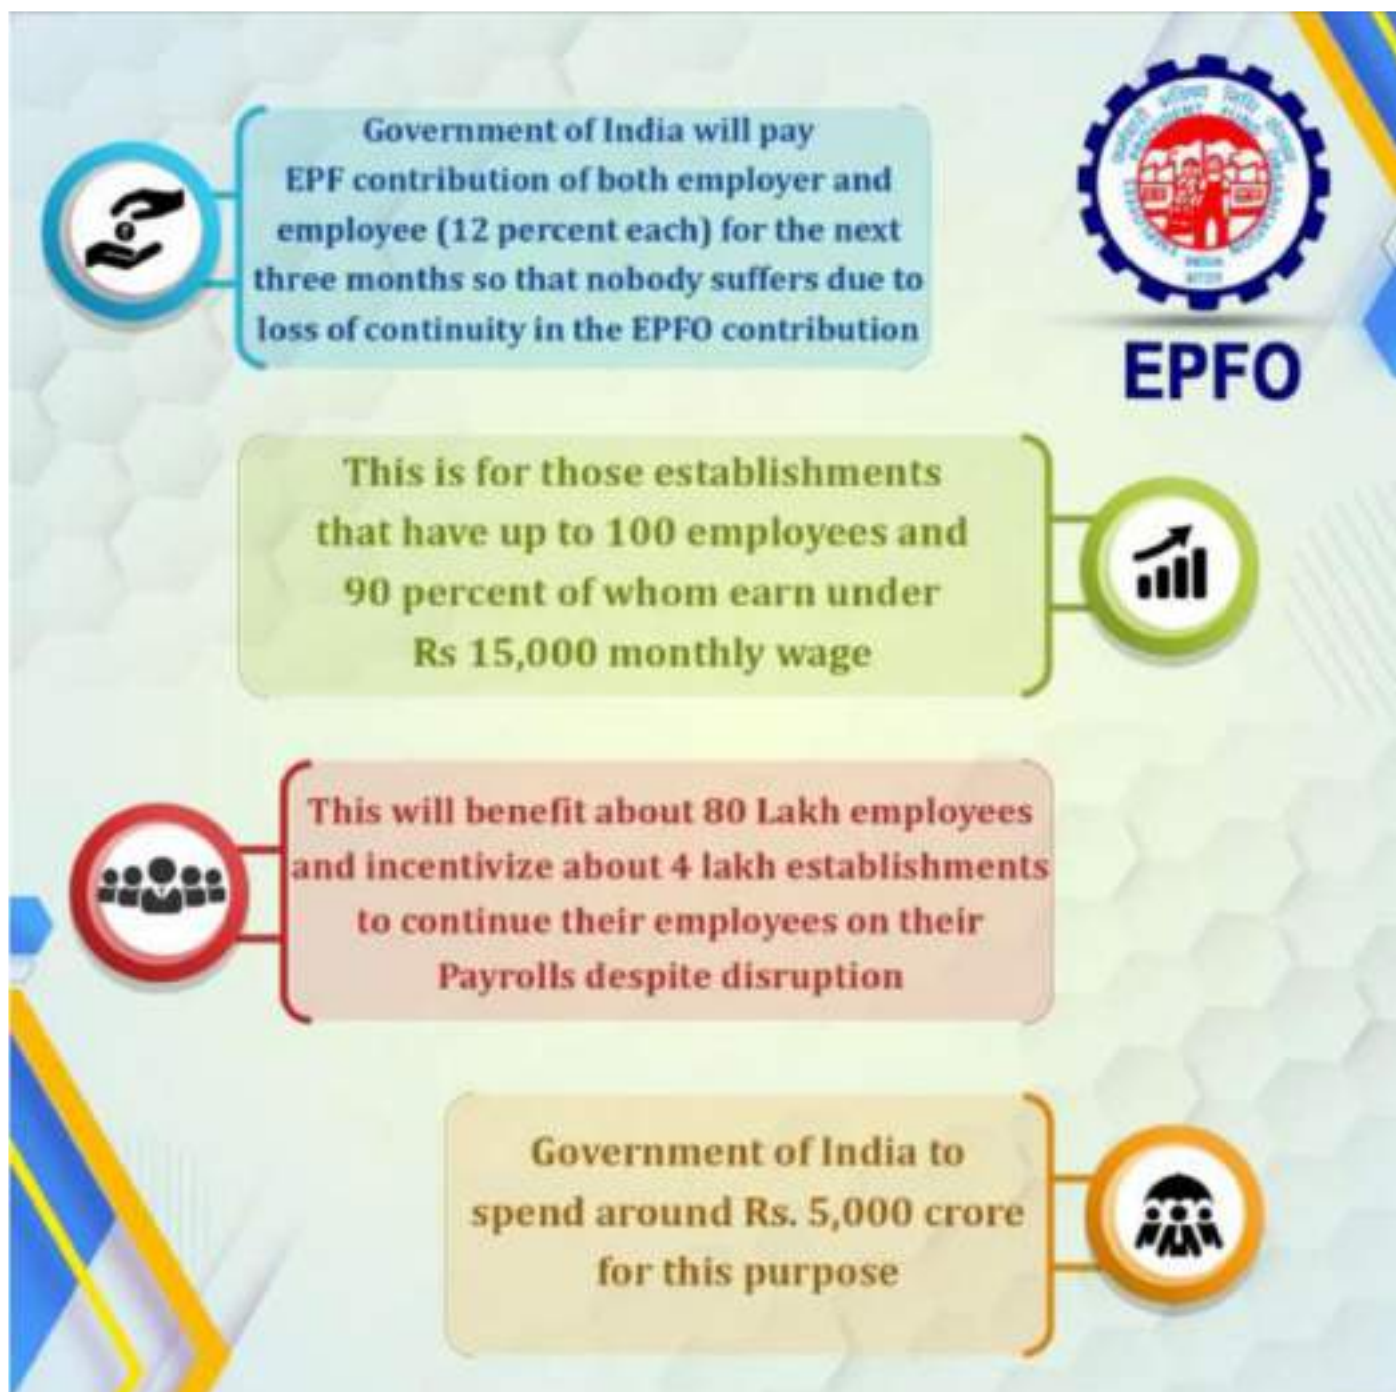 Government of India will pay
EPF contribution of both employer and
employee (12 percent each) for the next
three months so that nobody suffers due to
loss of continuity in the EPFO contribution
EPFO
This is for those establishments
that have up to 100 employees and
90 percent of whom earn under
Rs 15,000 monthly wage
This will benefit about 80 Lakh employees
and incentivize about 4 lakh establishments
to continue their employees on their
Payrolls despite disruption
Government of India to
spend around Rs. 5,000 crore
for this purpose